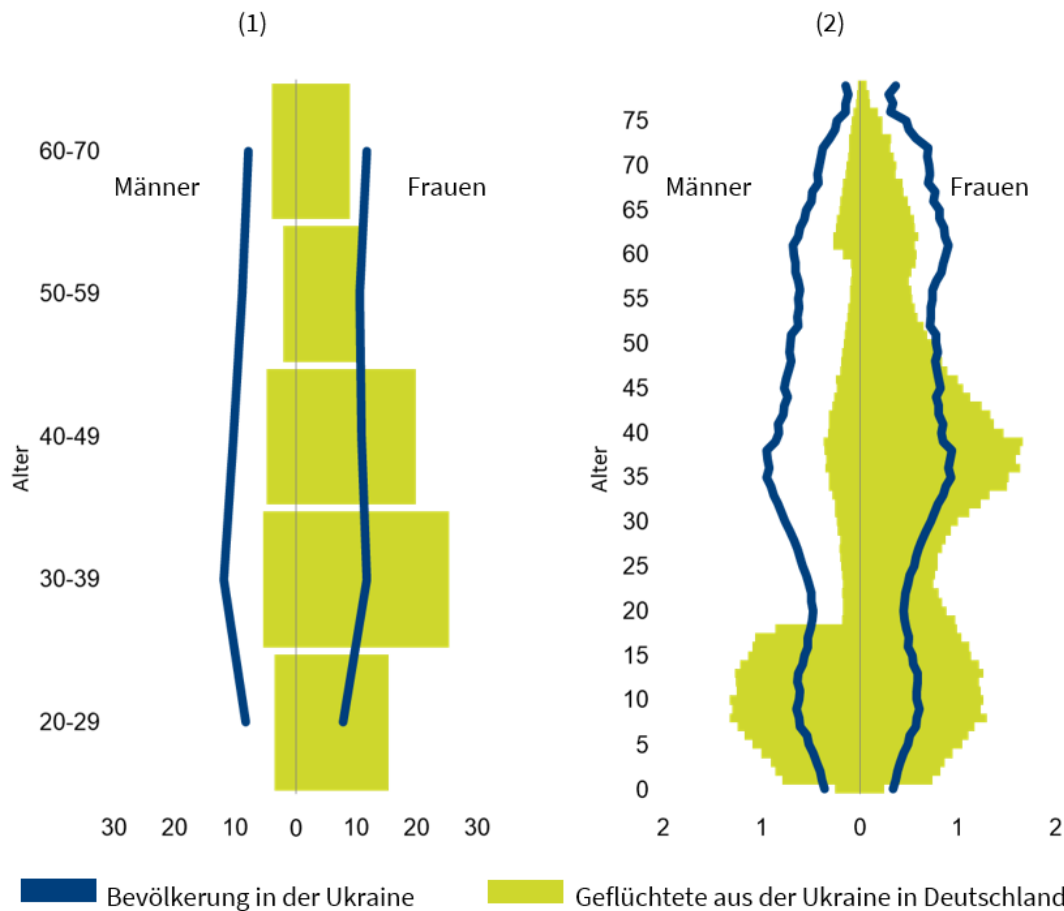 (1)
60-70
Männer
Frauen
50-59
40-49
Alter
30-39
20-29
30 20 10 0 10 20 30
(2)
75
70
Männer
Frauen
65
60
55
50
45
40
Alter
35
30
25
20
15
10
5
0
2 1 0 1 2
Bevölkerung in der Ukraine
Geflüchtete aus der Ukraine in Deutschland